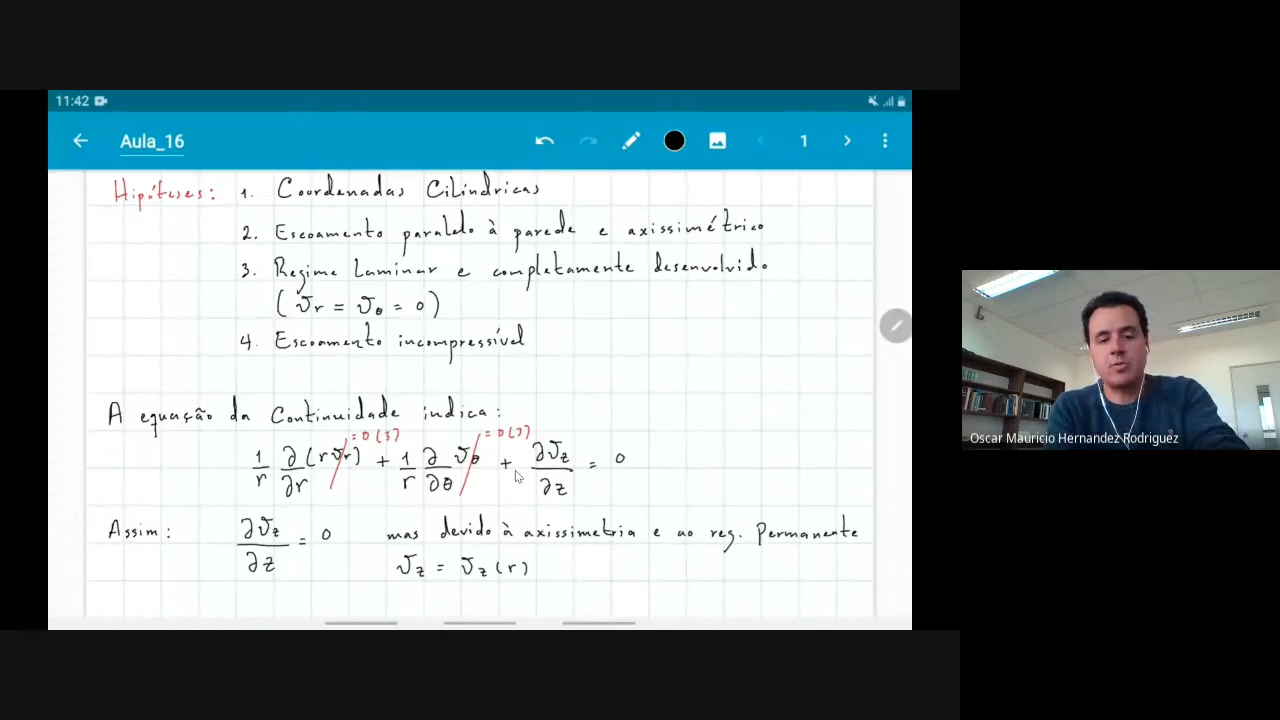 11:42
Aula_16
1
Hipóteses: 1. Coordenadas Cilíndricas
2. Escoamento paralelo à parede e axissimétrico
3. Regime Laminar e completamente desenvolvido
(vr = vθ = 0)
4. Escoamento incompressível
A equação da Continuidade indica:
= 0 (3) = 0 (3)
1/r ∂(r vr)/∂r + 1/r ∂/∂θ vθ + ∂vz/∂z = 0
Assim: ∂vz/∂z = 0 mas devido à axissimetria e ao reg. Permanente
vz = vz(r)
Oscar Mauricio Hernandez Rodriguez